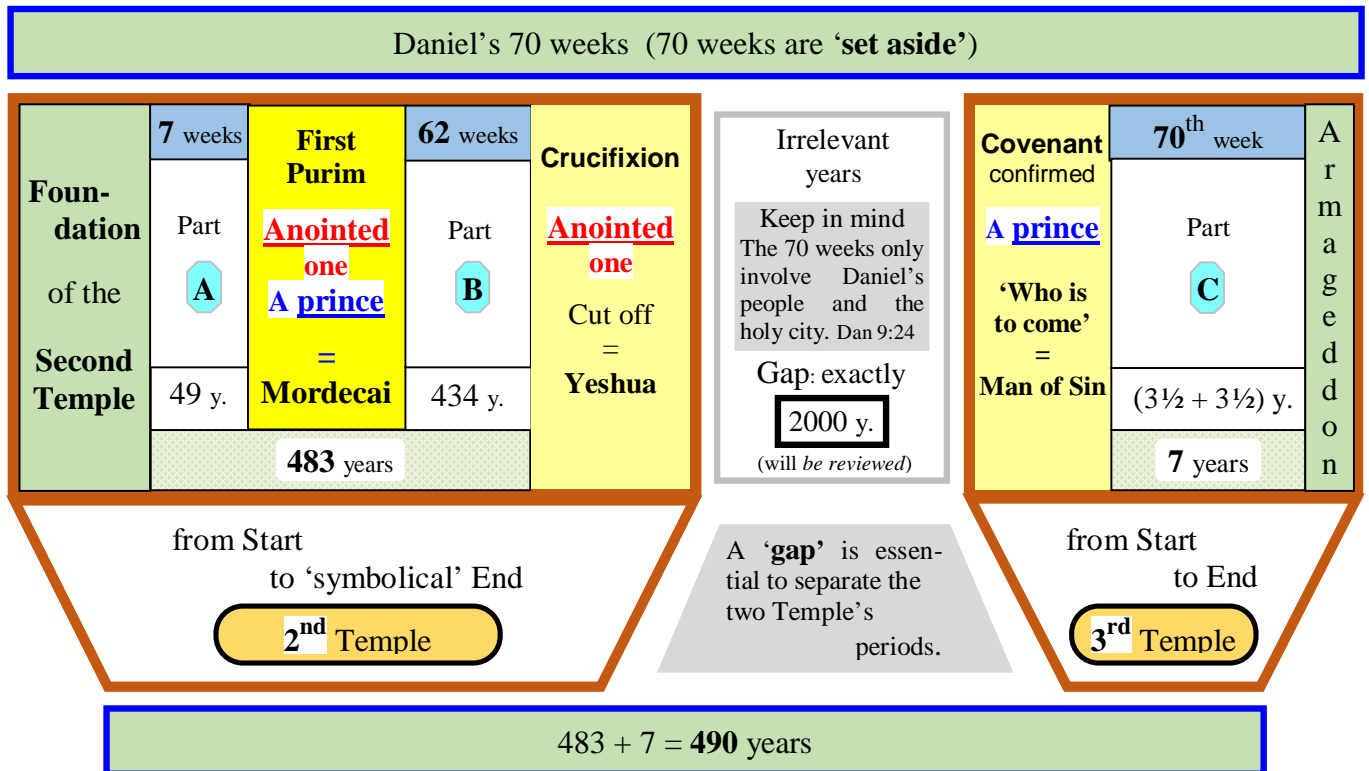 Daniel’s 70 weeks (70 weeks are ‘set aside’)
Foun-
dation
of the
Second
Temple
7 weeks
Part
A
49 y.
First
Purim
Anointed
one
A prince
=
Mordecai
62 weeks
Part
B
434 y.
483 years
Crucifixion
Anointed
one
Cut off
=
Yeshua
Irrelevant
years
Keep in mind
The 70 weeks only
involve Daniel’s
people and the
holy city. Dan 9:24
Gap: exactly
2000 y.
(will be reviewed)
Covenant
confirmed
A prince
‘Who is
to come’
=
Man of Sin
70th week
Part
C
(3½ + 3½) y.
7 years
A
r
m
a
g
e
d
d
o
n
from Start
to ‘symbolical’ End
2nd Temple
A ‘gap’ is essen-
tial to separate the
two Temple’s
periods.
from Start
to End
3rd Temple
483 + 7 = 490 years